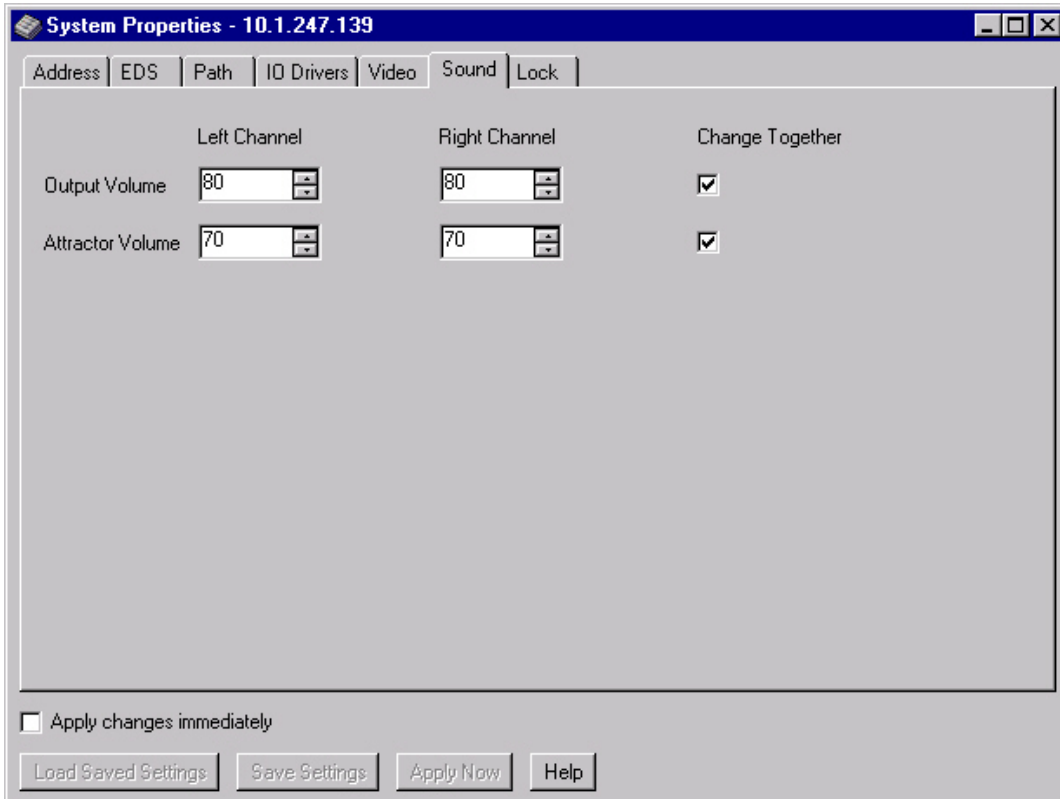 System Properties - 10.1.247.139
Address EDS Path IO Drivers Video Sound Lock
Left Channel Right Channel Change Together
Output Volume 80 80
Attractor Volume 70 70
Apply changes immediately
Load Saved Settings Save Settings Apply Now Help